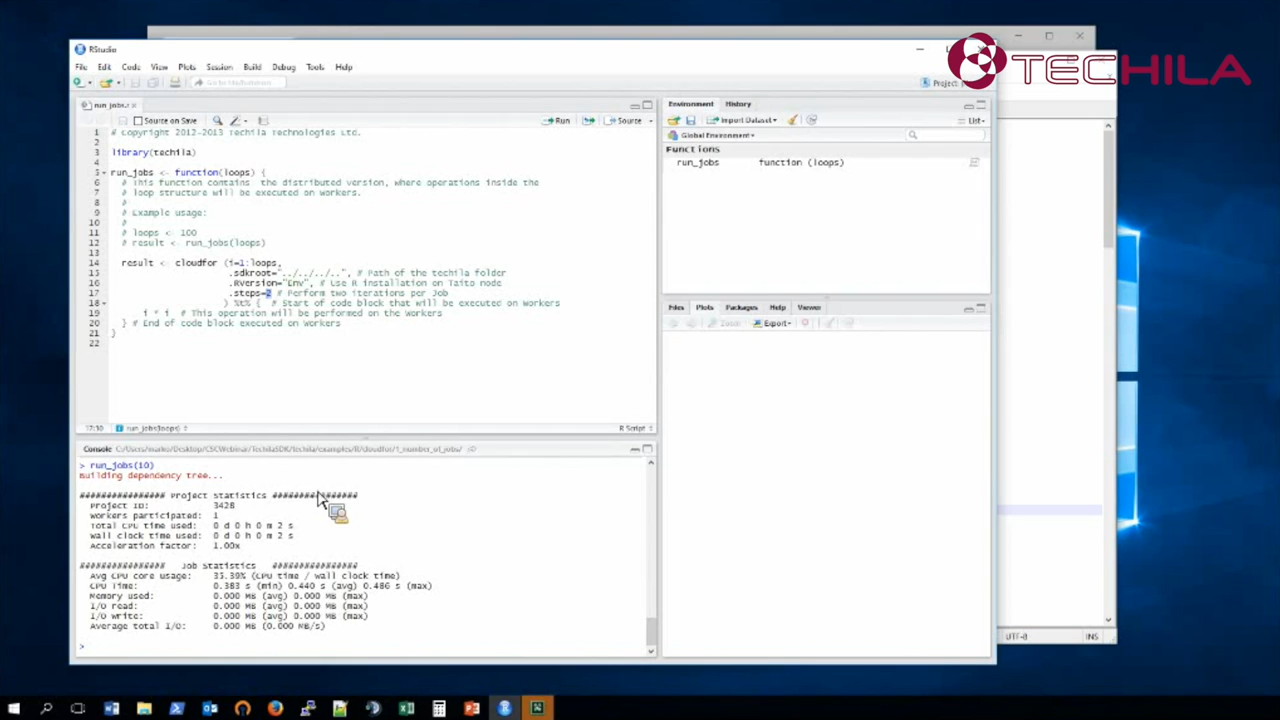 RStudio
TECHILA
File Edit Code View Plots Session Build Debug Tools Help
Go to file/function
Project:
run_jobs.r
Source on Save
Run
Source
1 # Copyright 2012-2013 Techila Technologies Ltd.
2
3 library(techila)
4
5 run_jobs <- function(loops) {
6 # This function contains the distributed version, where operations inside the
7 # loop structure will be executed on Workers.
8 #
9 # Example usage:
10 #
11 # loops <- 100
12 # result <- run_jobs(loops)
13
14 result <- cloudfor (i=1:loops,
15 .sdkroot="../../../..", # Path of the techila folder
16 .RVersion="Env", # Use R installation on Taito node
17 .steps=2 # Perform two iterations per Job
18 ) %t% { # Start of code block that will be executed on Workers
19 i * i # This operation will be performed on the Workers
20 } # End of code block executed on Workers
21 }
22
17:10 run_jobs(loops) R Script
Console C:/Users/marko/Desktop/CSCWebinar/TechilaSDK/techila/examples/R/cloudfor/1_number_of_jobs/
> run_jobs(10)
Building dependency tree...
################ Project Statistics ################
Project ID: 3428
Workers participated: 1
Total CPU time used: 0 d 0 h 0 m 2 s
Wall clock time used: 0 d 0 h 0 m 2 s
Acceleration factor: 1.00x
################ Job Statistics ################
Avg CPU core usage: 35.39% (CPU time / wall clock time)
CPU Time: 0.383 s (min) 0.440 s (avg) 0.486 s (max)
Memory used: 0.000 MB (avg) 0.000 MB (max)
I/O read: 0.000 MB (avg) 0.000 MB (max)
I/O write: 0.000 MB (avg) 0.000 MB (max)
Average total I/O: 0.000 MB (0.000 MB/s)
>
Environment History
Import Dataset
List
Global Environment
Functions
run_jobs function (loops)
Files Plots Packages Help Viewer
Zoom Export
UTF-8 INS